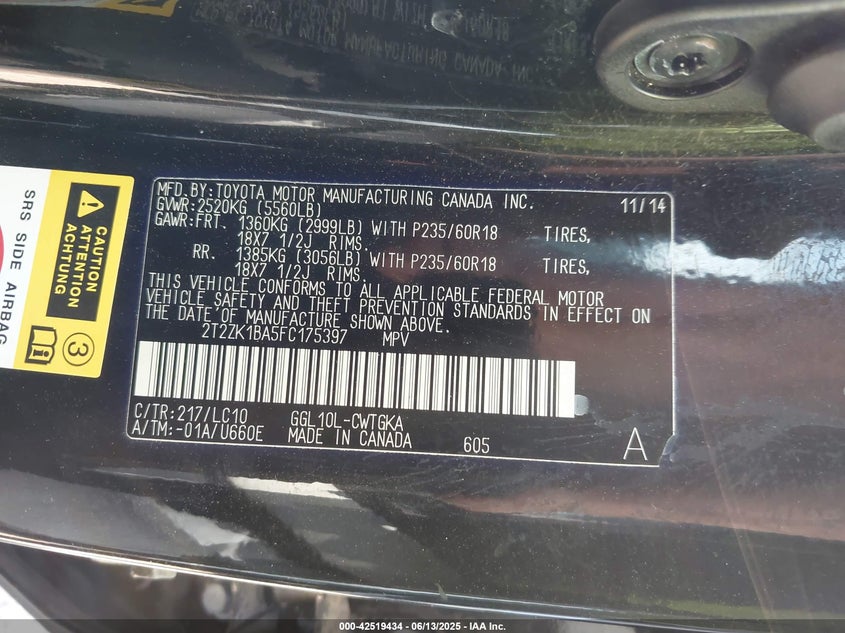 MFD.BY:TOYOTA MOTOR MANUFACTURING CANADA INC. 11/14
GVWR:2520KG (5560LB)
GAWR:FRT. 1360KG (2999LB) WITH P235/60R18 TIRES,
18X7 1/2J RIMS.
RR. 1385KG (3056LB) WITH P235/60R18 TIRES,
18X7 1/2J RIMS.
THIS VEHICLE CONFORMS TO ALL APPLICABLE FEDERAL MOTOR
VEHICLE SAFETY AND THEFT PREVENTION STANDARDS IN EFFECT ON
THE DATE OF MANUFACTURE SHOWN ABOVE.
2T2ZK1BA5FC175397 MPV
C/TR:217/LC10 GGL10L-CWTGKA
A/TM:-01A/U660E MADE IN CANADA 605 A
SRS SIDE AIRBAG
CAUTION
ATTENTION
ACHTUNG
3
000-42519434 - 06/13/2025 - IAA Inc.